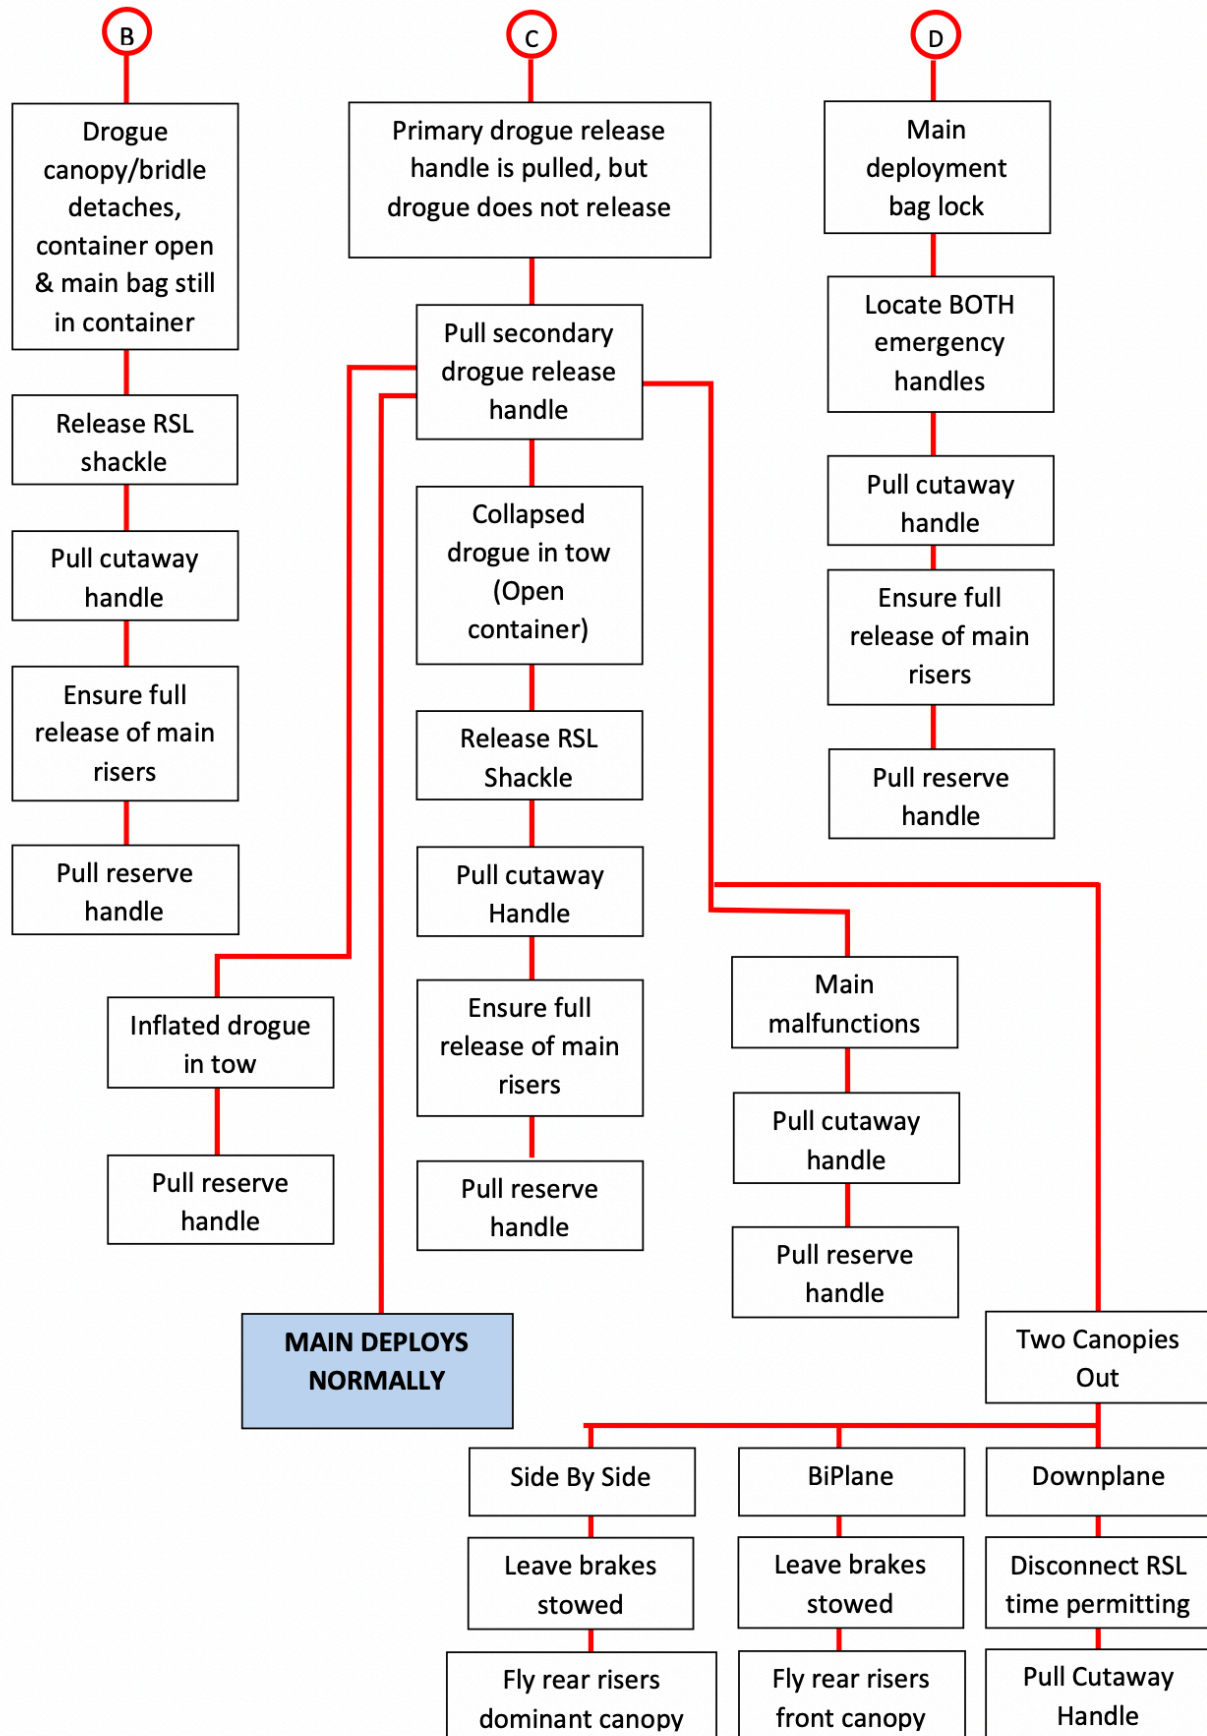 B
Drogue
canopy/bridle
detaches,
container open
& main bag still
in container
Release RSL
shackle
Pull cutaway
handle
Ensure full
release of main
risers
Pull reserve
handle
C
Primary drogue release
handle is pulled, but
drogue does not release
Pull secondary
drogue release
handle
Inflated drogue
in tow
Pull reserve
handle
MAIN DEPLOYS
NORMALLY
Collapsed
drogue in tow
(Open
container)
Release RSL
Shackle
Pull cutaway
Handle
Ensure full
release of main
risers
Pull reserve
handle
Main
malfunctions
Pull cutaway
handle
Pull reserve
handle
Two Canopies
Out
Side By Side
Leave brakes
stowed
Fly rear risers
dominant canopy
BiPlane
Leave brakes
stowed
Fly rear risers
front canopy
Downplane
Disconnect RSL
time permitting
Pull Cutaway
Handle
D
Main
deployment
bag lock
Locate BOTH
emergency
handles
Pull cutaway
handle
Ensure full
release of main
risers
Pull reserve
handle